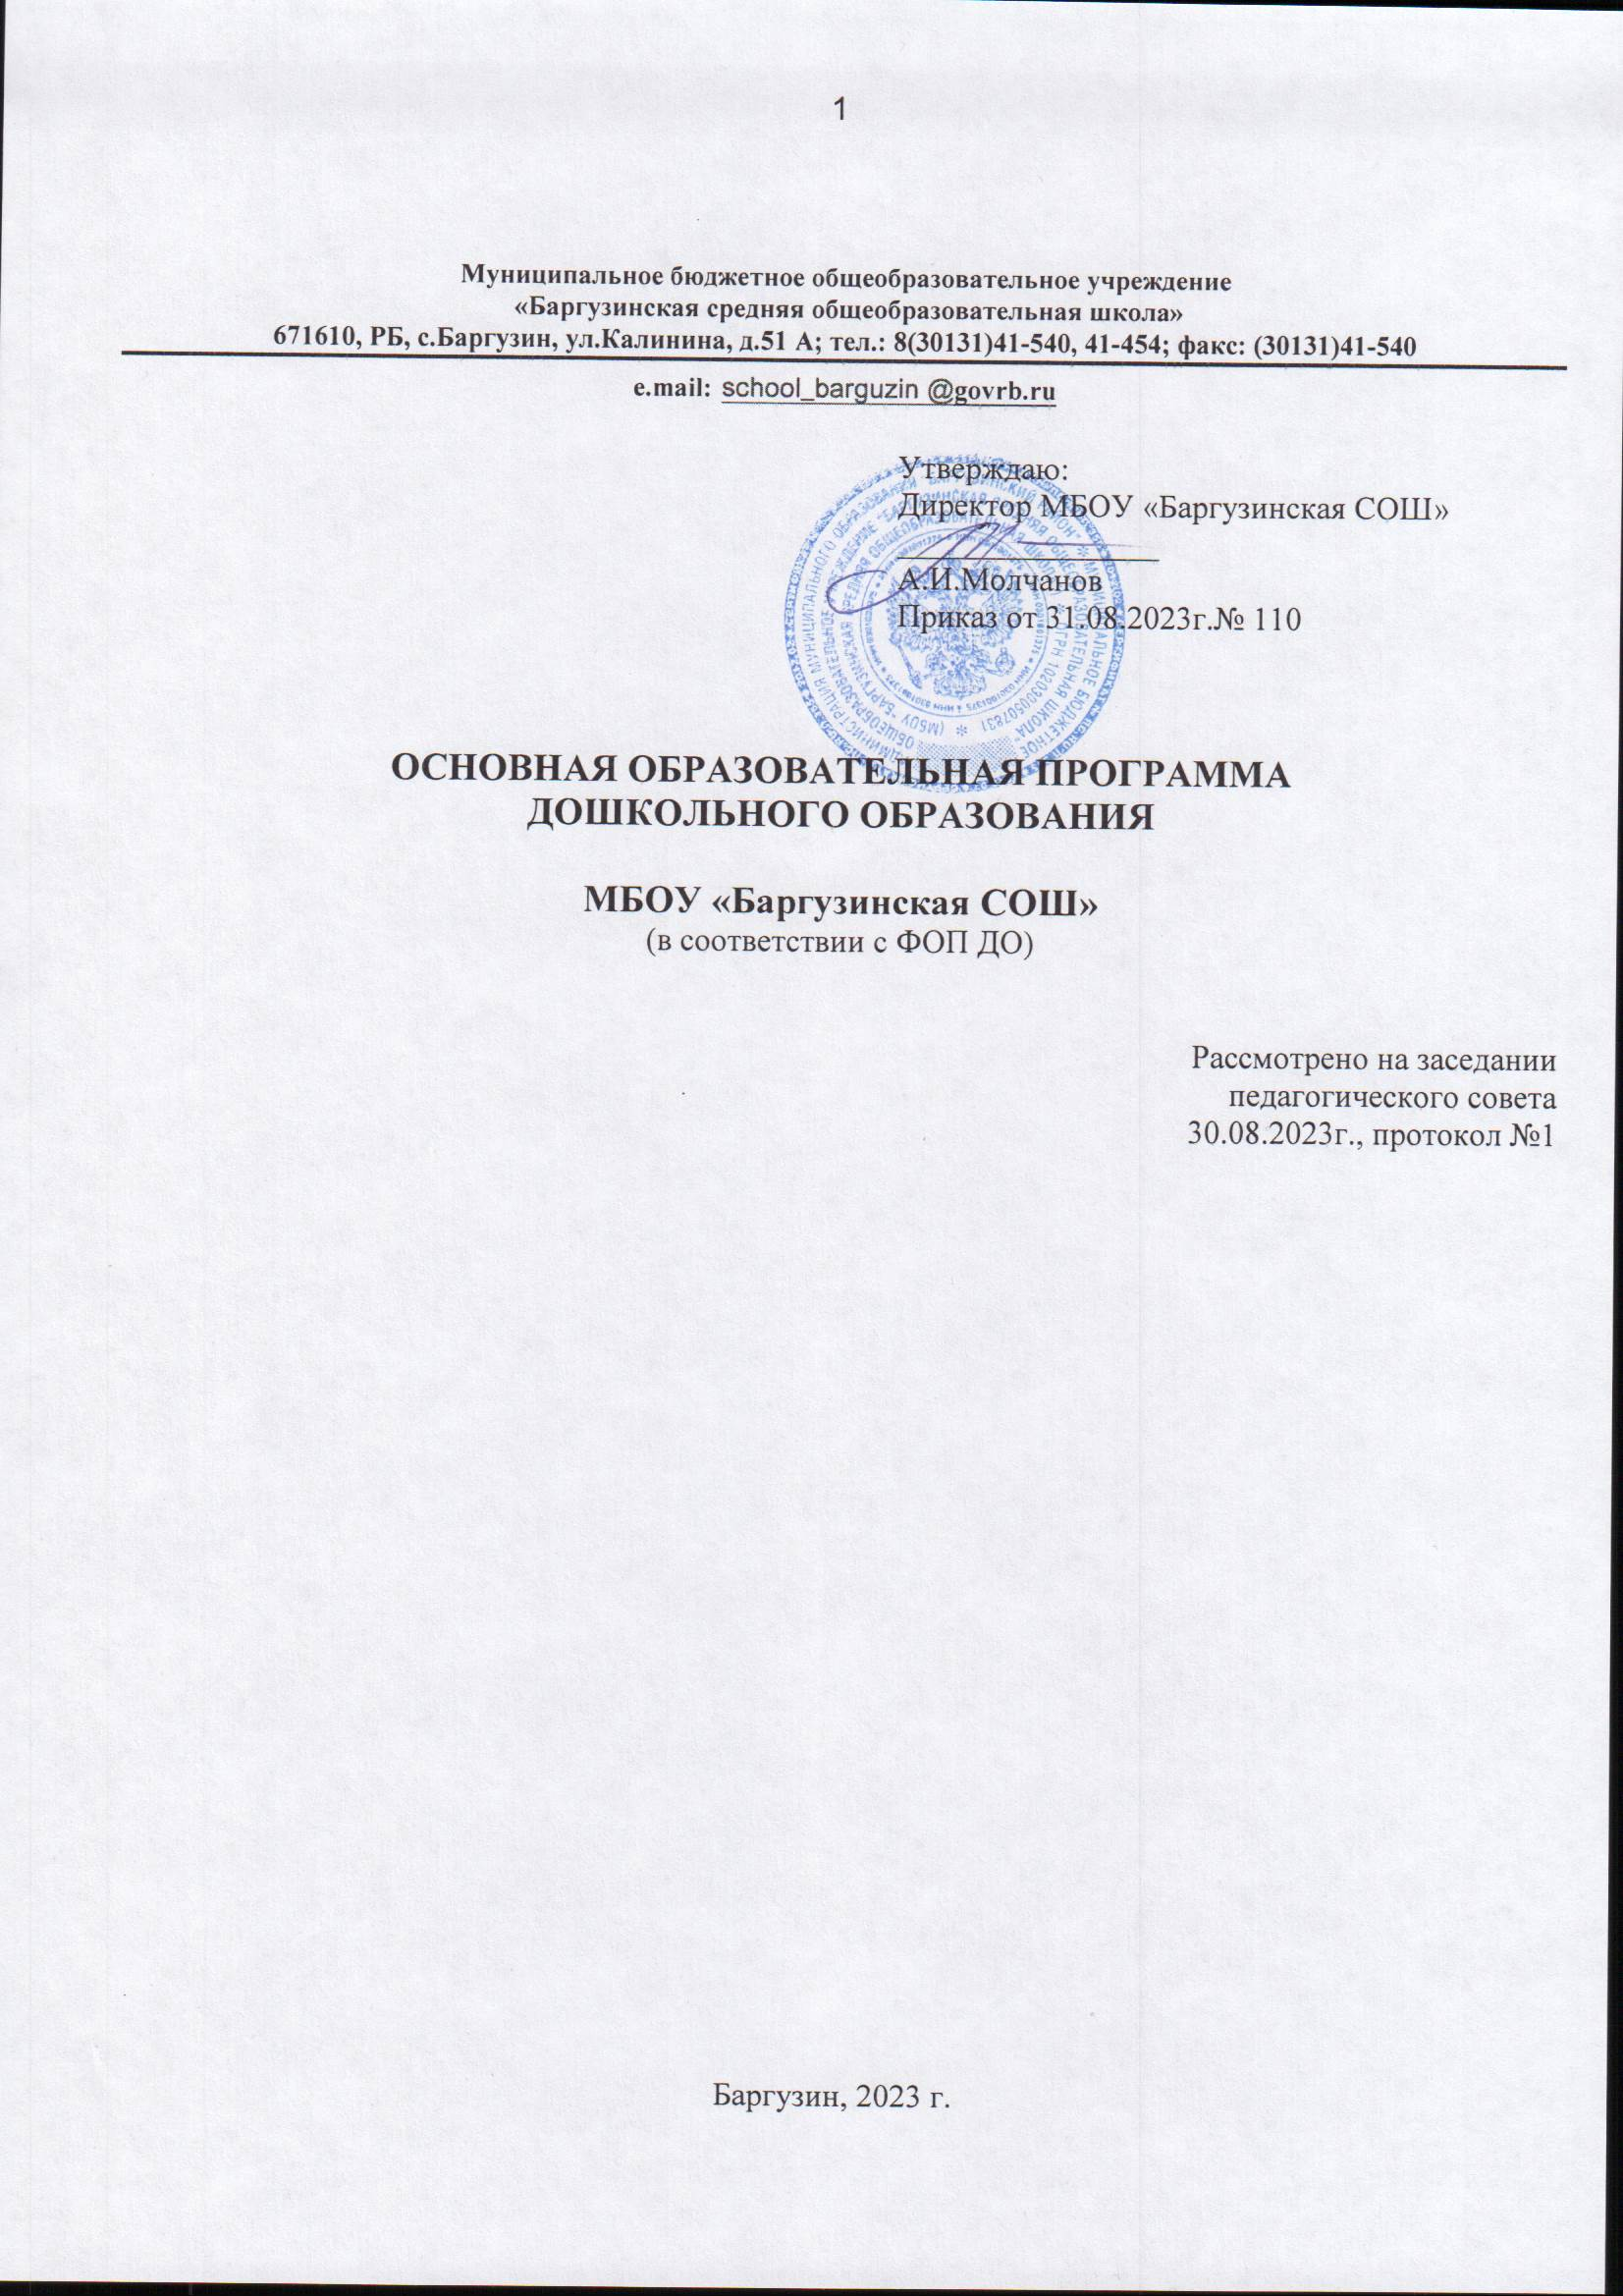 1
Муниципальное бюджетное общеобразовательное учреждение
«Баргузинская средняя общеобразовательная школа»
671610, РБ, с.Баргузин, ул.Калинина, д.51 А; тел.: 8(30131)41-540, 41-454; факс: (30131)41-540
e.mail: school_barguzin @govrb.ru
Утверждаю:
Директор МБОУ «Баргузинская СОШ»
А.И.Молчанов
Приказ от 31.08.2023г.№ 110
ОСНОВНАЯ ОБРАЗОВАТЕЛЬНАЯ ПРОГРАММА
ДОШКОЛЬНОГО ОБРАЗОВАНИЯ
МБОУ «Баргузинская СОШ»
(в соответствии с ФОП ДО)
Рассмотрено на заседании
педагогического совета
30.08.2023г., протокол №1
Баргузин, 2023 г.